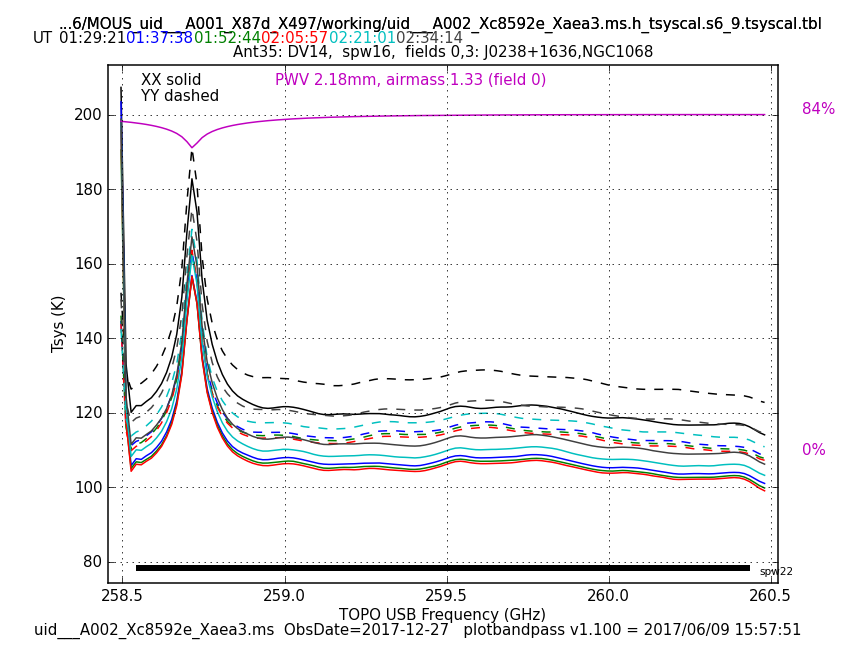 ...6/MOUS_uid___A001_X87d_X497/working/uid___A002_Xc8592e_Xaea3.ms.h_tsyscal.s6_9.tsyscal.tbl
UT 01:29:21 01:37:38 01:52:44 02:05:57 02:21:01 02:34:14
Ant35: DV14, spw16, fields 0,3: J0238+1636,NGC1068
XX solid PWV 2.18mm, airmass 1.33 (field 0)
YY dashed
84%
200
180
160
140
120
100
80
Tsys (K)
0%
spw22
258.5 259.0 259.5 260.0 260.5
TOPO USB Frequency (GHz)
uid___A002_Xc8592e_Xaea3.ms ObsDate=2017-12-27 plotbandpass v1.100 = 2017/06/09 15:57:51